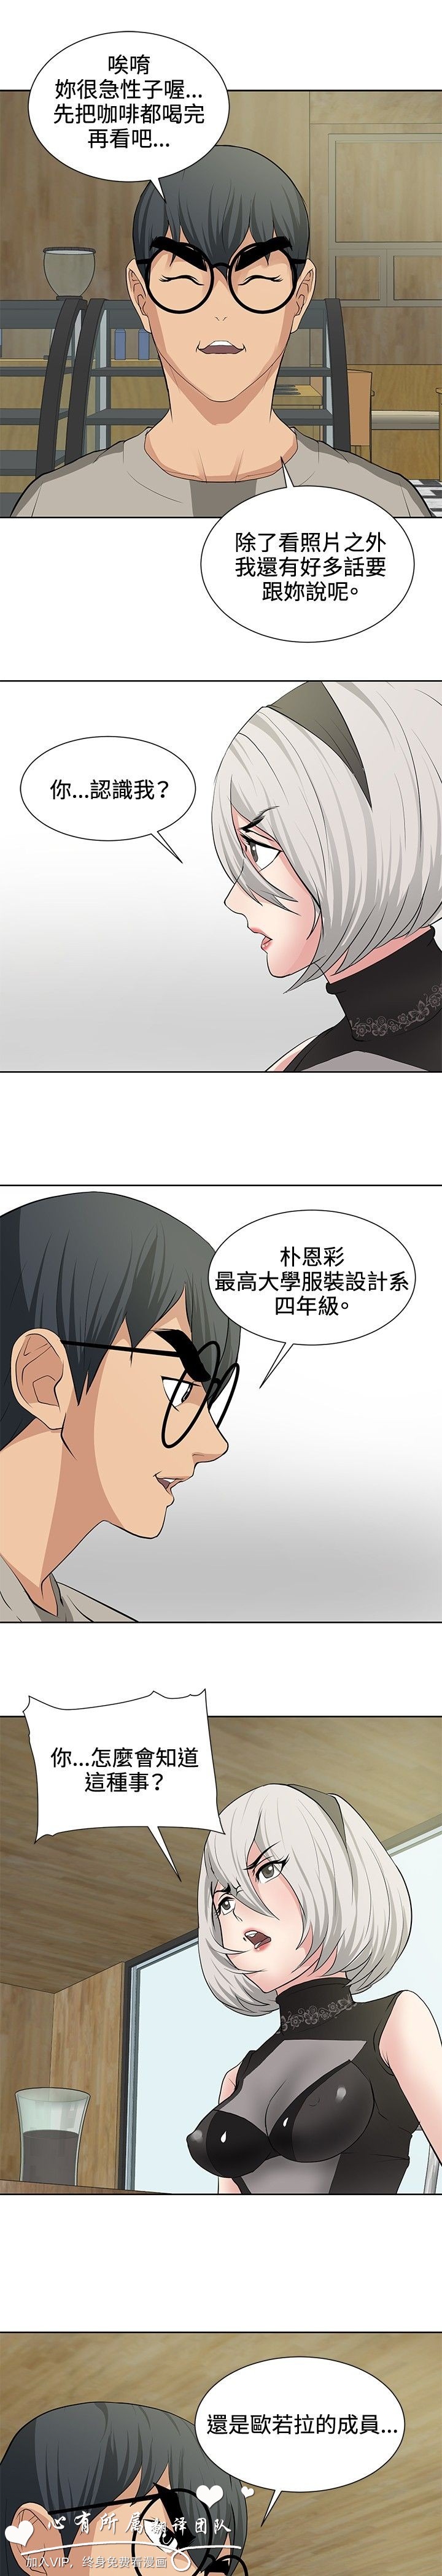 唉唷
妳很急性子喔...
先把咖啡都喝完
再看吧...
除了看照片之外
我還有好多話要
跟妳說呢。
你...認識我？
朴恩彩
最高大學服裝設計系
四年級。
你...怎麼會知道
這種事？
還是歐若拉的成員...
心有所属翻译团队
加入VIP，终身免费看漫画